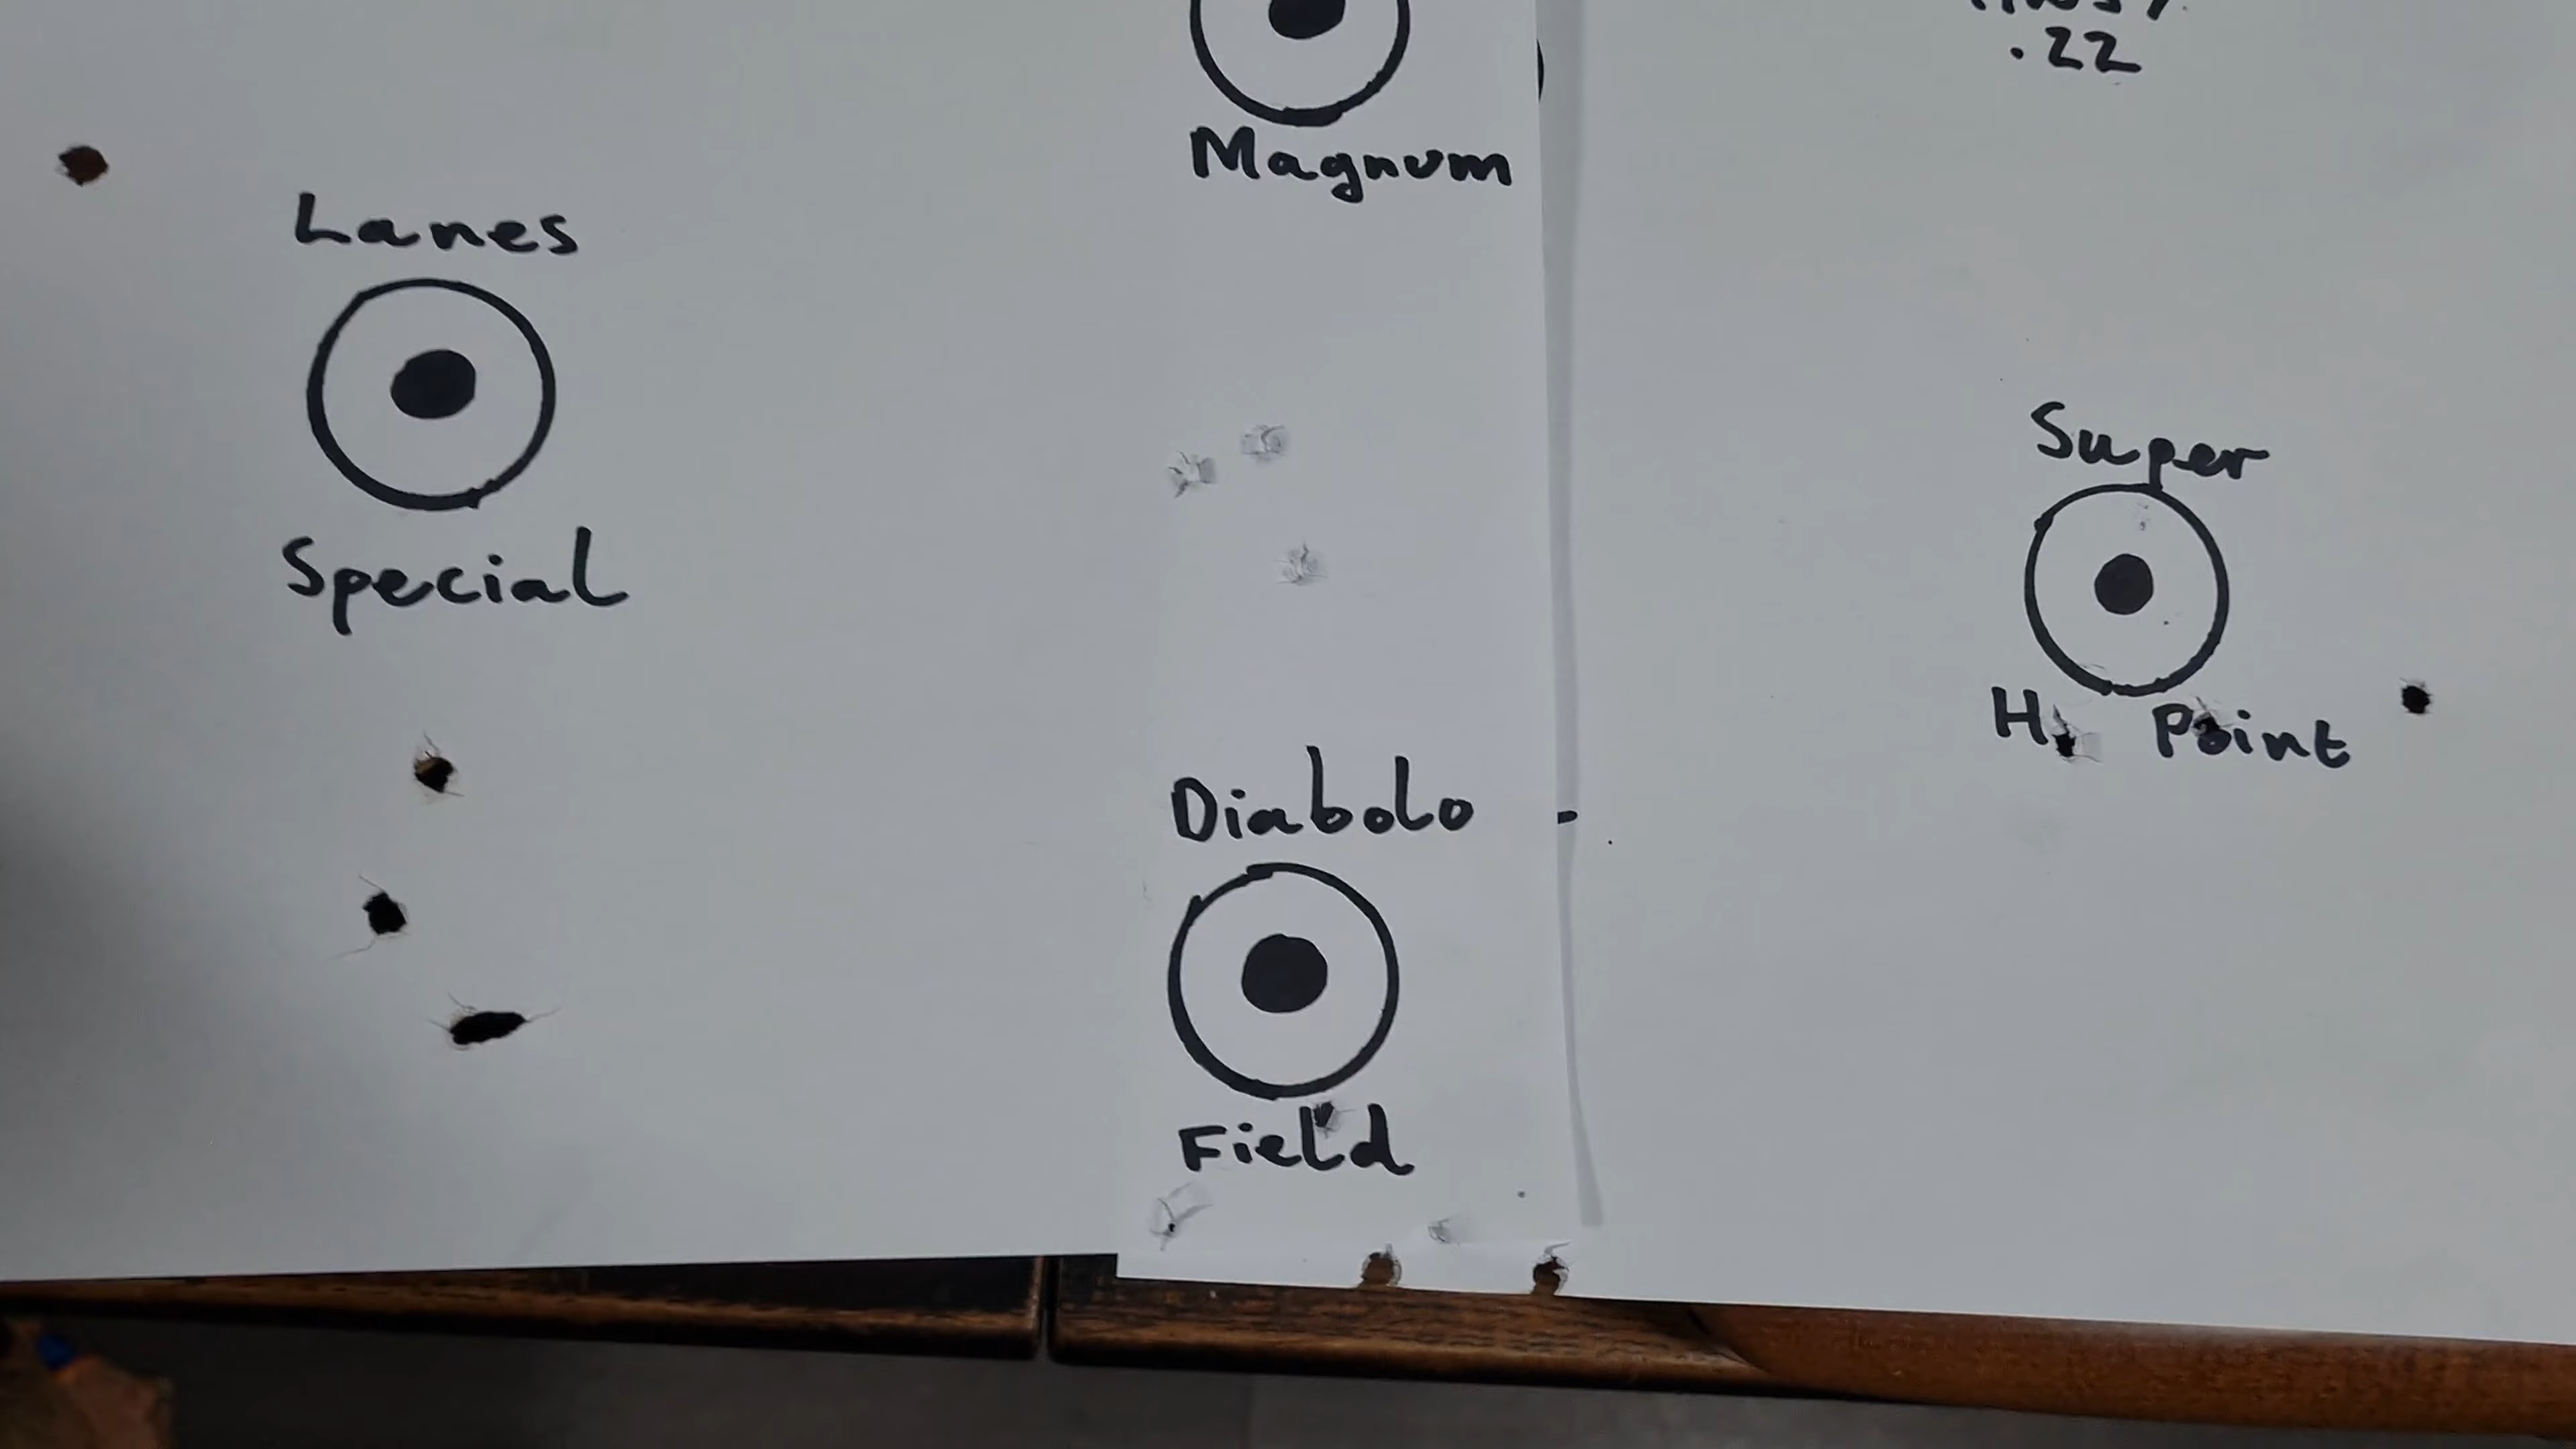 Magnum
.22
Lanes
Special
Super
H Point
Diabolo
Field